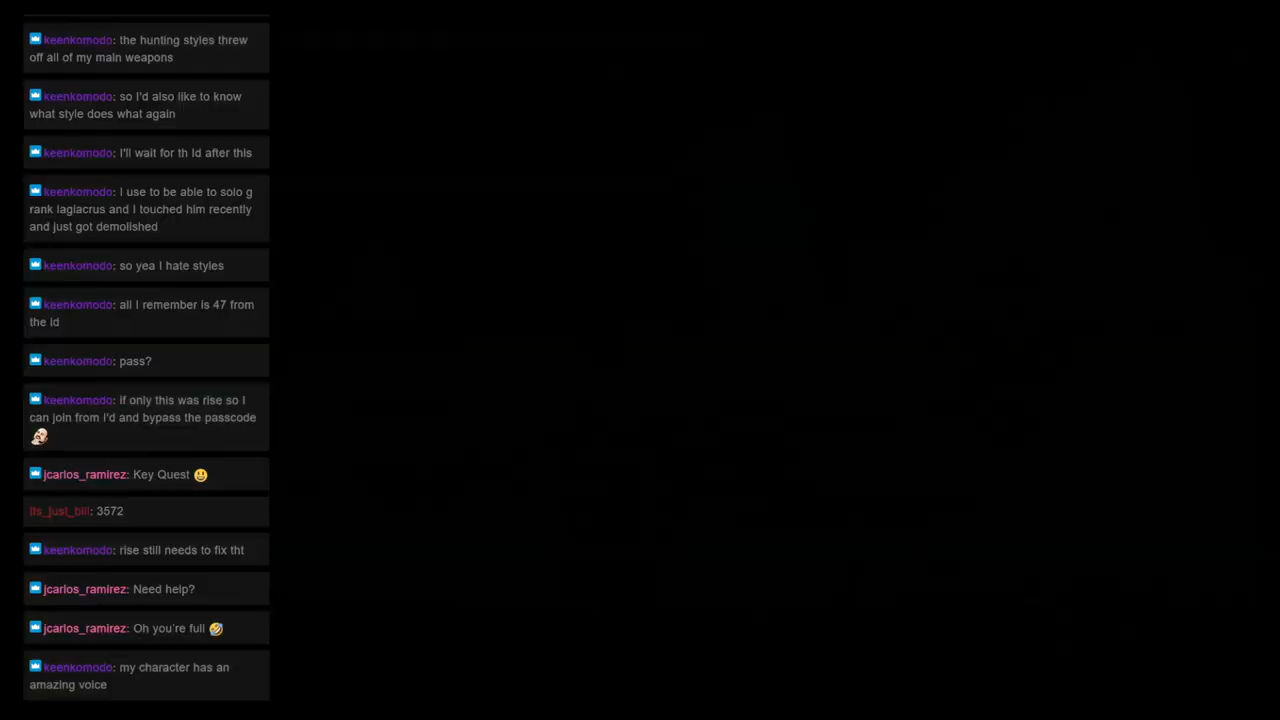 keenkomodo: the hunting styles threw
off all of my main weapons
keenkomodo: so I'd also like to know
what style does what again
keenkomodo: I'll wait for th Id after this
keenkomodo: I use to be able to solo g
rank laglacrus and I touched him recently
and just got demolished
keenkomodo: so yea I hate styles
keenkomodo: all I remember is 47 from
the Id
keenkomodo: pass?
keenkomodo: if only this was rise so I
can join from I'd and bypass the passcode
jcarlos_ramirez: Key Quest
its_just_bill: 3572
keenkomodo: rise still needs to fix tht
jcarlos_ramirez: Need help?
jcarlos_ramirez: Oh you're full
keenkomodo: my character has an
amazing voice